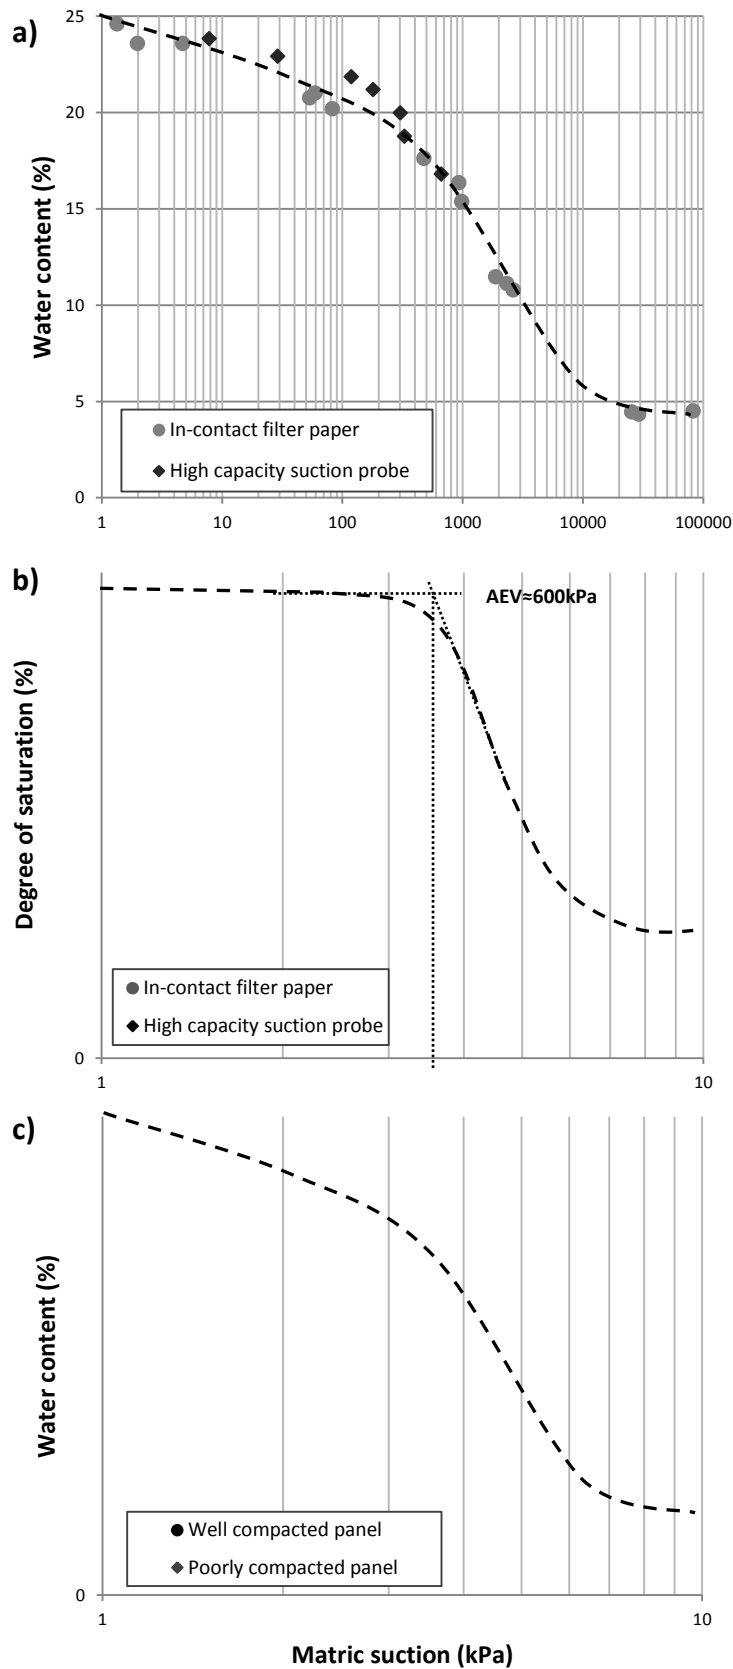 a)
25
20
15
10
5
0
Water content (%)
In-contact filter paper
High capacity suction probe
1 10 100 1000 10000 100000
b)
AEV≈600kPa
Degree of saturation (%)
In-contact filter paper
High capacity suction probe
0
1 10
c)
Water content (%)
Well compacted panel
Poorly compacted panel
0
1 10
Matric suction (kPa)